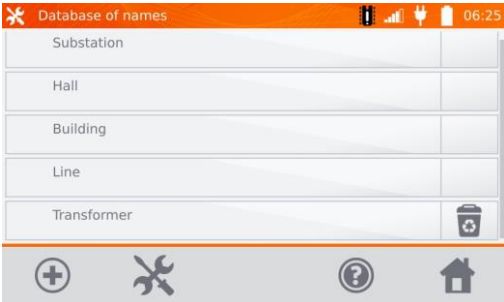 Database of names
06:25
Substation
Hall
Building
Line
Transformer